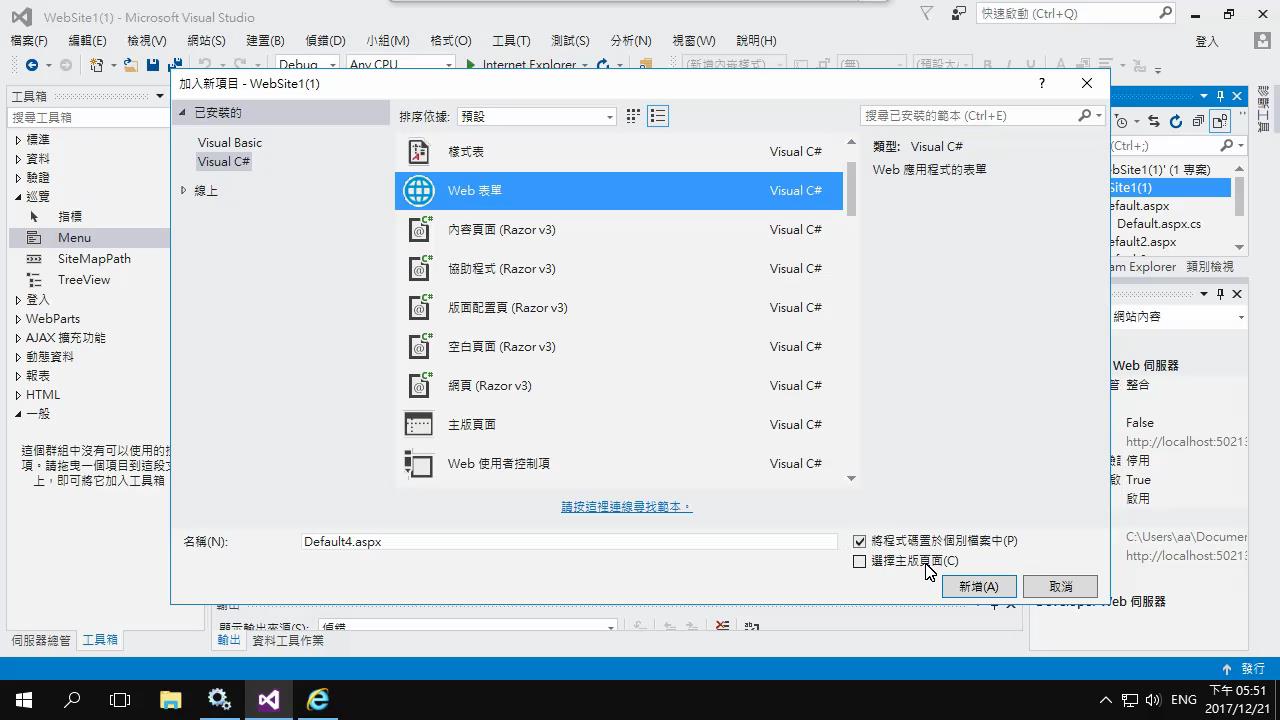 WebSite1(1) - Microsoft Visual Studio
快速啟動 (Ctrl+Q)
檔案(F) 編輯(E) 檢視(V) 網站(S) 建置(B) 偵錯(D) 小組(M) 格式(O) 工具(T) 測試(S) 分析(N) 視窗(W) 說明(H)
登入
Debug Any CPU Internet Explorer (新增內嵌樣式) (無) (預設大 B I U
工具箱
搜尋工具箱
標準
資料
驗證
巡覽
指標
Menu
SiteMapPath
TreeView
登入
WebParts
AJAX 擴充功能
動態資料
報表
HTML
一般
這個群組中沒有可以使用的控
項。請拖曳一個項目到這段文
上，即可將它加入工具箱
伺服器總管 工具箱
加入新項目 - WebSite1(1)
已安裝的
Visual Basic
Visual C#
線上
排序依據: 預設
搜尋已安裝的範本 (Ctrl+E)
樣式表 Visual C#
Web 表單 Visual C#
內容頁面 (Razor v3) Visual C#
協助程式 (Razor v3) Visual C#
版面配置頁 (Razor v3) Visual C#
空白頁面 (Razor v3) Visual C#
網頁 (Razor v3) Visual C#
主版頁面 Visual C#
Web 使用者控制項 Visual C#
類型: Visual C#
Web 應用程式的表單
請按這裡連線尋找範本。
名稱(N): Default4.aspx
將程式碼置於個別檔案中(P)
選擇主版頁面(C)
新增(A) 取消
(Ctrl+;)
bSite1(1)' (1 專案)
Site1(1)
efault.aspx
Default.aspx.cs
efault2.aspx
am Explorer 類別檢視
網站內容
Web 伺服器
整合
False
http://localhost:50213
停用
True
啟用
C:\Users\aa\Documen
http://localhost:50213
Developer Web 伺服器
輸出
顯示輸出來源(S): 偵錯
輸出 資料工具作業
發行
ENG
下午 05:51
2017/12/21